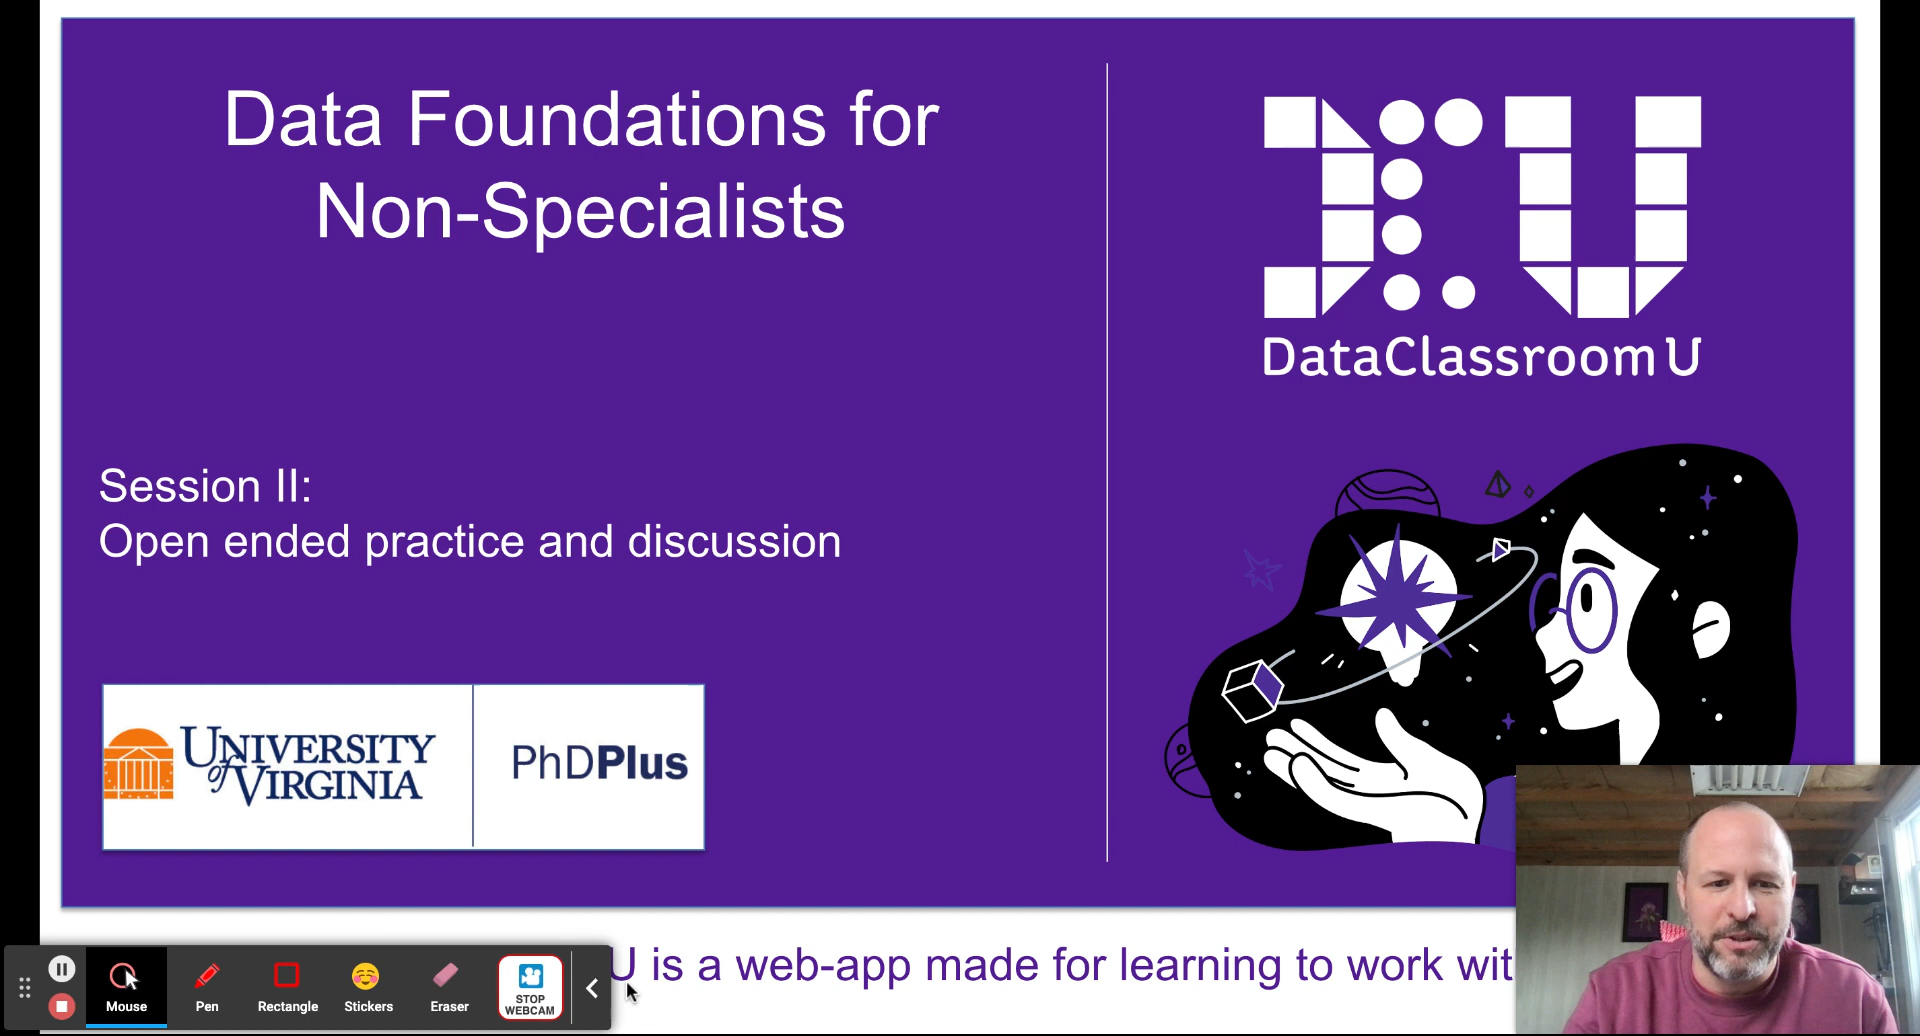 Data Foundations for
Non-Specialists
DataClassroom U
Session II:
Open ended practice and discussion
UNIVERSITY
of VIRGINIA
PhDPlus
U is a web-app made for learning to work wit
Mouse
Pen
Rectangle
Stickers
Eraser
STOP
WEBCAM